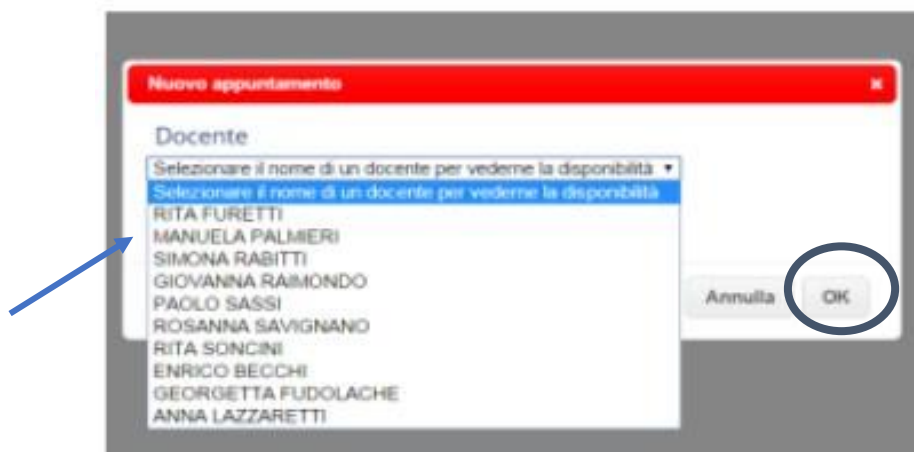 Nuovo appuntamento ×
Docente
Selezionare il nome di un docente per vederne la disponibilità
Selezionare il nome di un docente per vederne la disponibilità
RITA FURETTI
MANUELA PALMIERI
SIMONA RABITTI
GIOVANNA RAIMONDO
PAOLO SASSI
ROSANNA SAVIGNANO
RITA SONCINI
ENRICO BECCHI
GEORGETTA FUDOLACHE
ANNA LAZZARETTI
Annulla OK